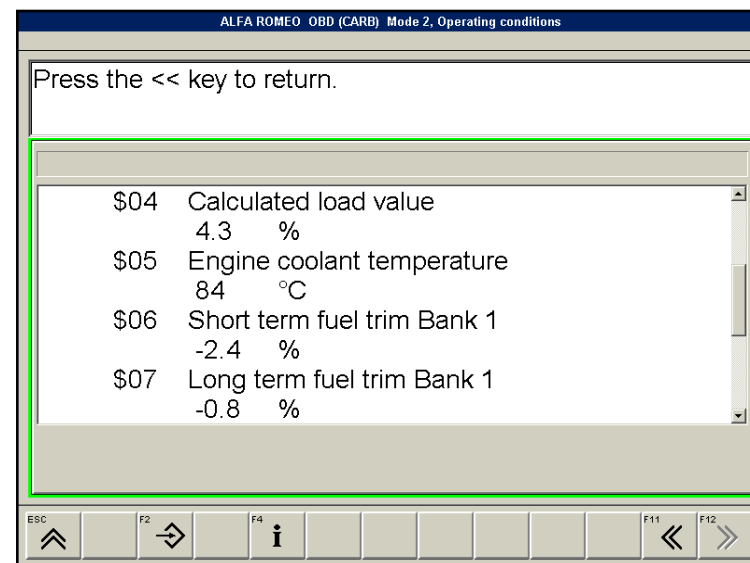 ALFA ROMEO OBD (CARB) Mode 2, Operating conditions
Press the << key to return.
$04 Calculated load value
4.3 %
$05 Engine coolant temperature
84 °C
$06 Short term fuel trim Bank 1
-2.4 %
$07 Long term fuel trim Bank 1
-0.8 %
ESC F2 F4 i F11 F12